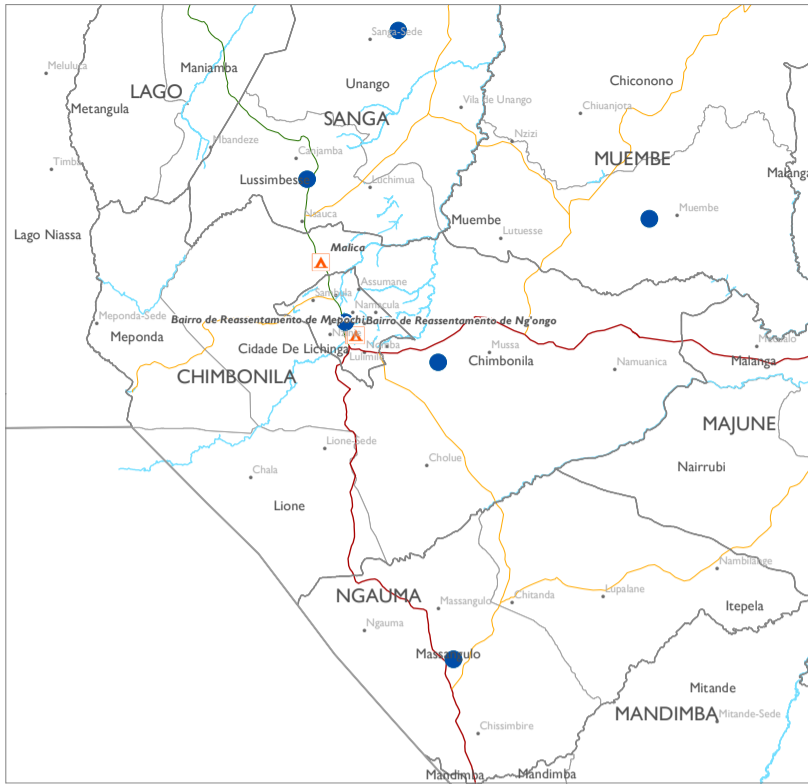 Sanga-Sede
Maniamba
Meluluca
Unango
Chiconono
LAGO
Metangula
Vila de Unango
Chiuanjota
SANGA
Nzizi
Mbandeze
Canjamba
MUEMBE
Timba
Malanga
Lussimbesse
Luchimua
Muembe
Nsauca
Muembe
Lago Niassa
Lutuesse
Malica
Assumane
Sambula
Namacula
Meponda-Sede
Bairro de Reassentamento de Mepochi
Bairro de Reassentamento de Ng'ongo
Meponda
Cidade De Lichinga
Lulimile
Mussa
Chimbonila
Malanga
Namuanica
CHIMBONILA
MAJUNE
Lione-Sede
Cholue
Nairrubi
Chala
Lione
Nambilange
NGAUMA
Massangulo
Chitanda
Lupalane
Itepela
Ngauma
Massangulo
Mitande
MANDIMBA
Mitande-Sede
Chissimbire
Mandimba
Mandimba